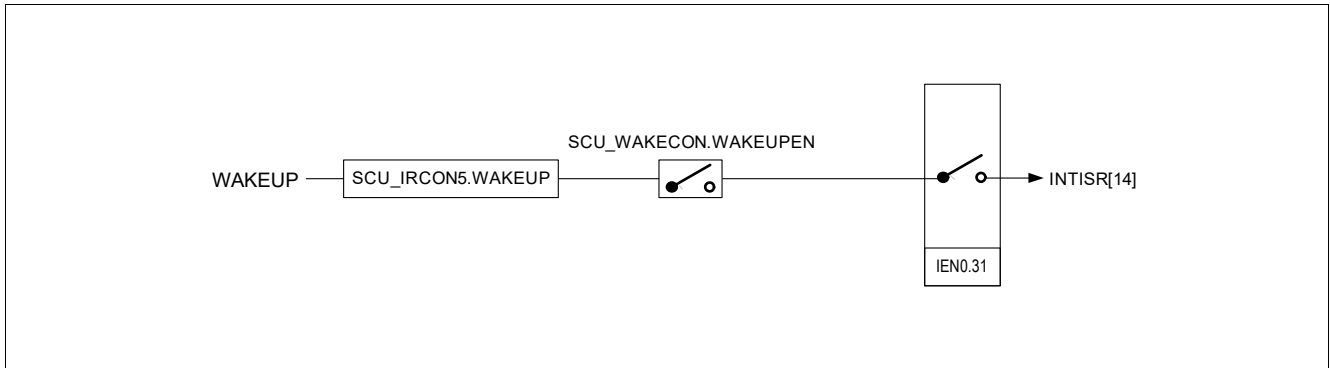 SCU_WAKECON.WAKEUPEN
WAKEUP
SCU_IRCON5.WAKEUP
INTISR[14]
IEN0.31